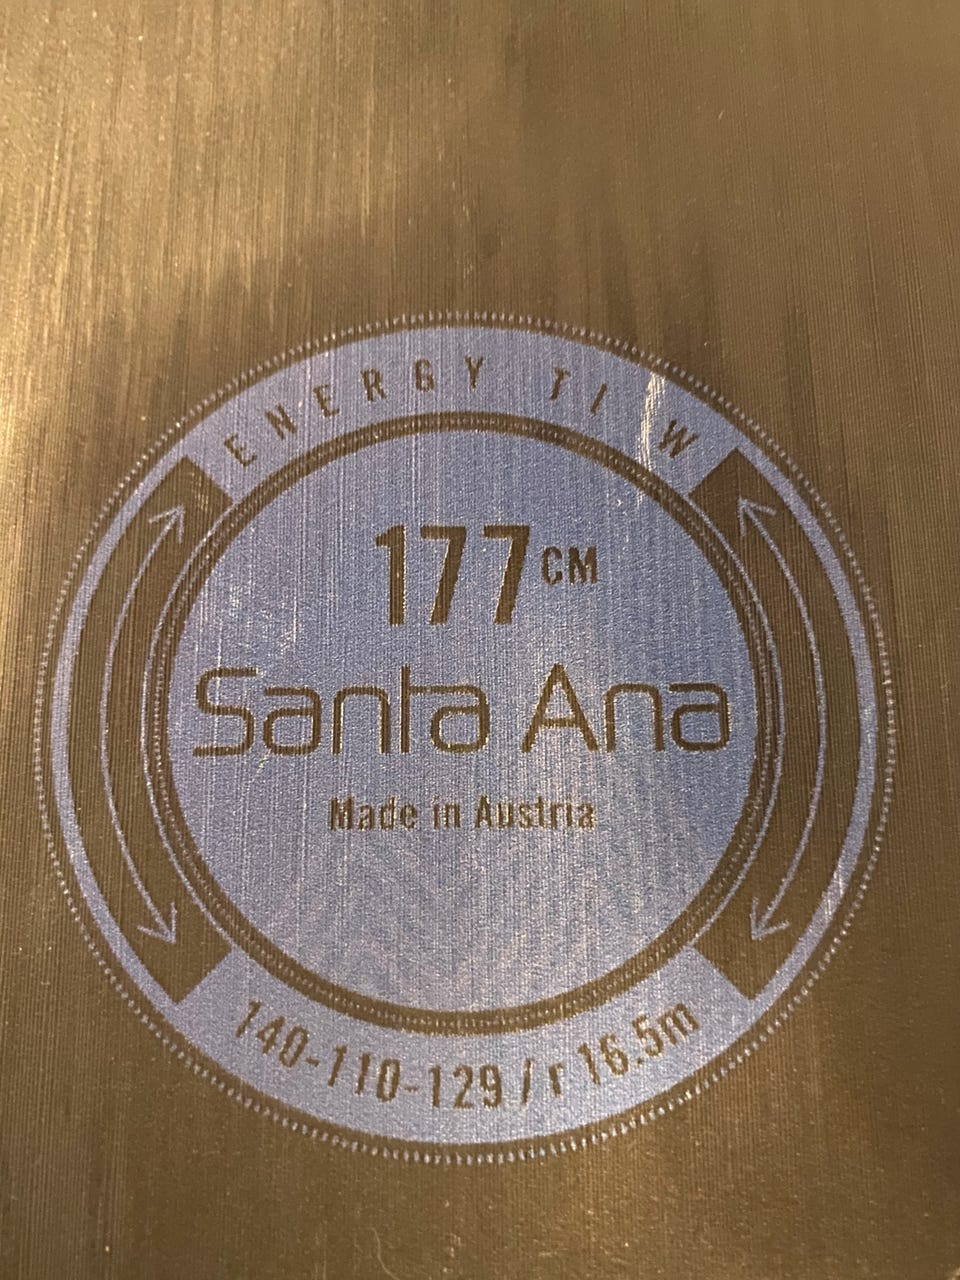 ENERGY TI W
177 CM
Santa Ana
Made in Austria
140-110-129 / r 16.5m